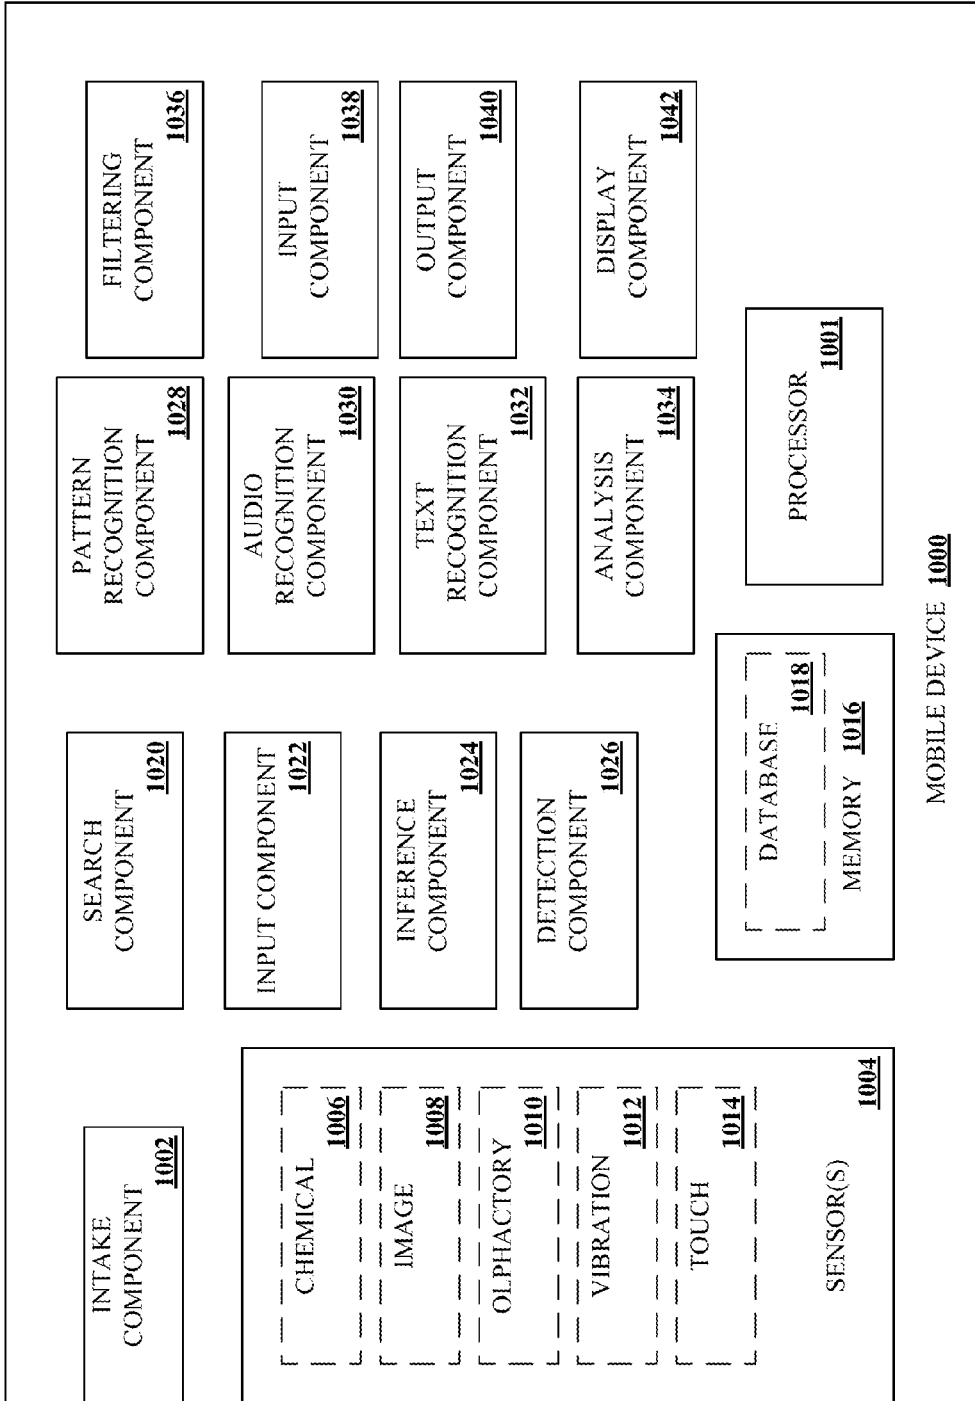 INTAKE
COMPONENT
1002
SENSOR(S)
1004
CHEMICAL
1006
IMAGE
1008
OLPHACTORY
1010
VIBRATION
1012
TOUCH
1014
SEARCH
COMPONENT
1020
INPUT COMPONENT
1022
INFERENCE
COMPONENT
1024
DETECTION
COMPONENT
1026
DATABASE
1018
MEMORY 1016
PATTERN
RECOGNITION
COMPONENT
1028
AUDIO
RECOGNITION
COMPONENT
1030
TEXT
RECOGNITION
COMPONENT
1032
ANALYSIS
COMPONENT
1034
FILTERING
COMPONENT
1036
INPUT
COMPONENT
1038
OUTPUT
COMPONENT
1040
DISPLAY
COMPONENT
1042
PROCESSOR
1001
MOBILE DEVICE 1000